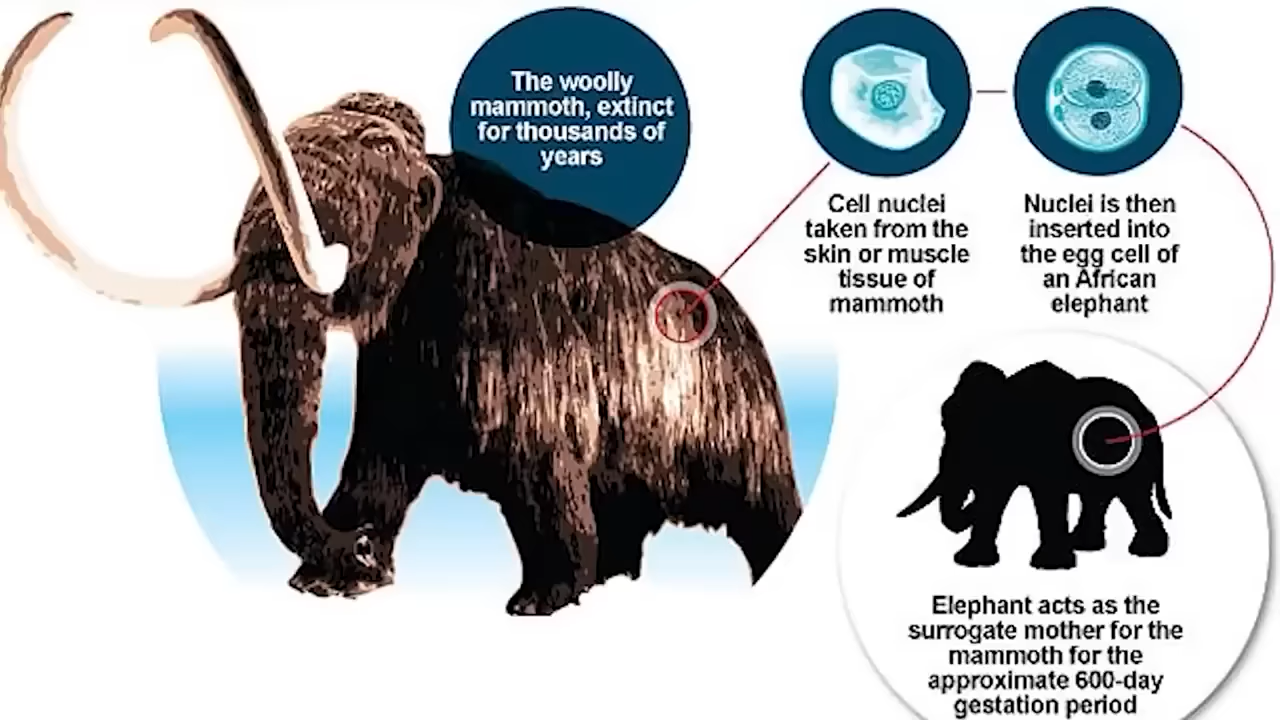 The woolly
mammoth, extinct
for thousands of
years
Cell nuclei
taken from the
skin or muscle
tissue of
mammoth
Nuclei is then
inserted into
the egg cell of
an African
elephant
Elephant acts as the
surrogate mother for the
mammoth for the
approximate 600-day
gestation period